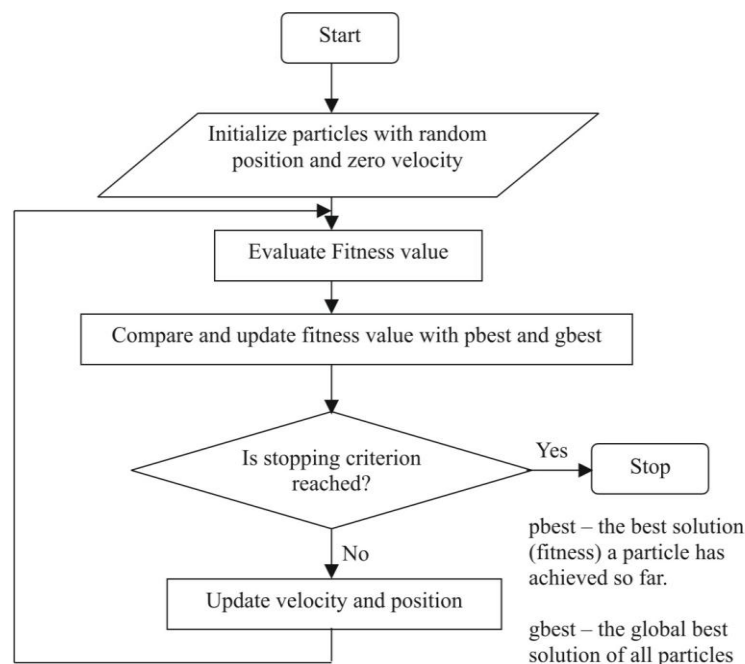 Start
Initialize particles with random
position and zero velocity
Evaluate Fitness value
Compare and update fitness value with pbest and gbest
Is stopping criterion
reached?
Yes
Stop
No
Update velocity and position
pbest – the best solution
(fitness) a particle has
achieved so far.
gbest – the global best
solution of all particles